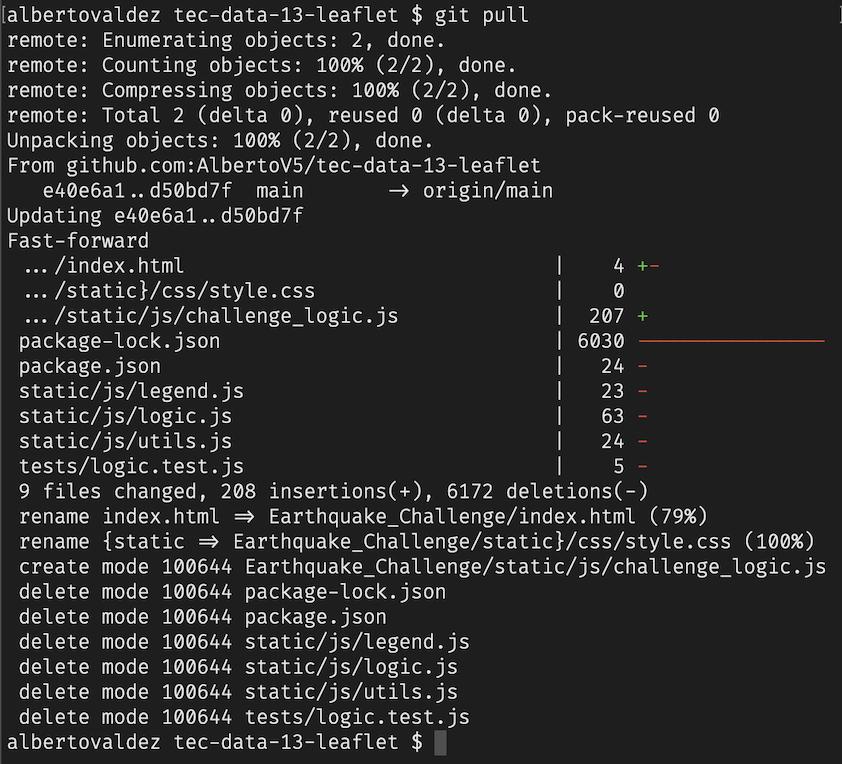 [albertovaldez tec-data-13-leaflet $ git pull
remote: Enumerating objects: 2, done.
remote: Counting objects: 100% (2/2), done.
remote: Compressing objects: 100% (2/2), done.
remote: Total 2 (delta 0), reused 0 (delta 0), pack-reused 0
Unpacking objects: 100% (2/2), done.
From github.com:AlbertoV5/tec-data-13-leaflet
   e40e6a1..d50bd7f  main       -> origin/main
Updating e40e6a1..d50bd7f
Fast-forward
 .../index.html                               |    4 +-
 .../static}/css/style.css                    |    0
 .../static/js/challenge_logic.js             |  207 +
 package-lock.json                            | 6030 ----------------
 package.json                                 |   24 -
 static/js/legend.js                          |   23 -
 static/js/logic.js                           |   63 -
 static/js/utils.js                           |   24 -
 tests/logic.test.js                          |    5 -
 9 files changed, 208 insertions(+), 6172 deletions(-)
 rename index.html => Earthquake_Challenge/index.html (79%)
 rename {static => Earthquake_Challenge/static}/css/style.css (100%)
 create mode 100644 Earthquake_Challenge/static/js/challenge_logic.js
 delete mode 100644 package-lock.json
 delete mode 100644 package.json
 delete mode 100644 static/js/legend.js
 delete mode 100644 static/js/logic.js
 delete mode 100644 static/js/utils.js
 delete mode 100644 tests/logic.test.js
albertovaldez tec-data-13-leaflet $